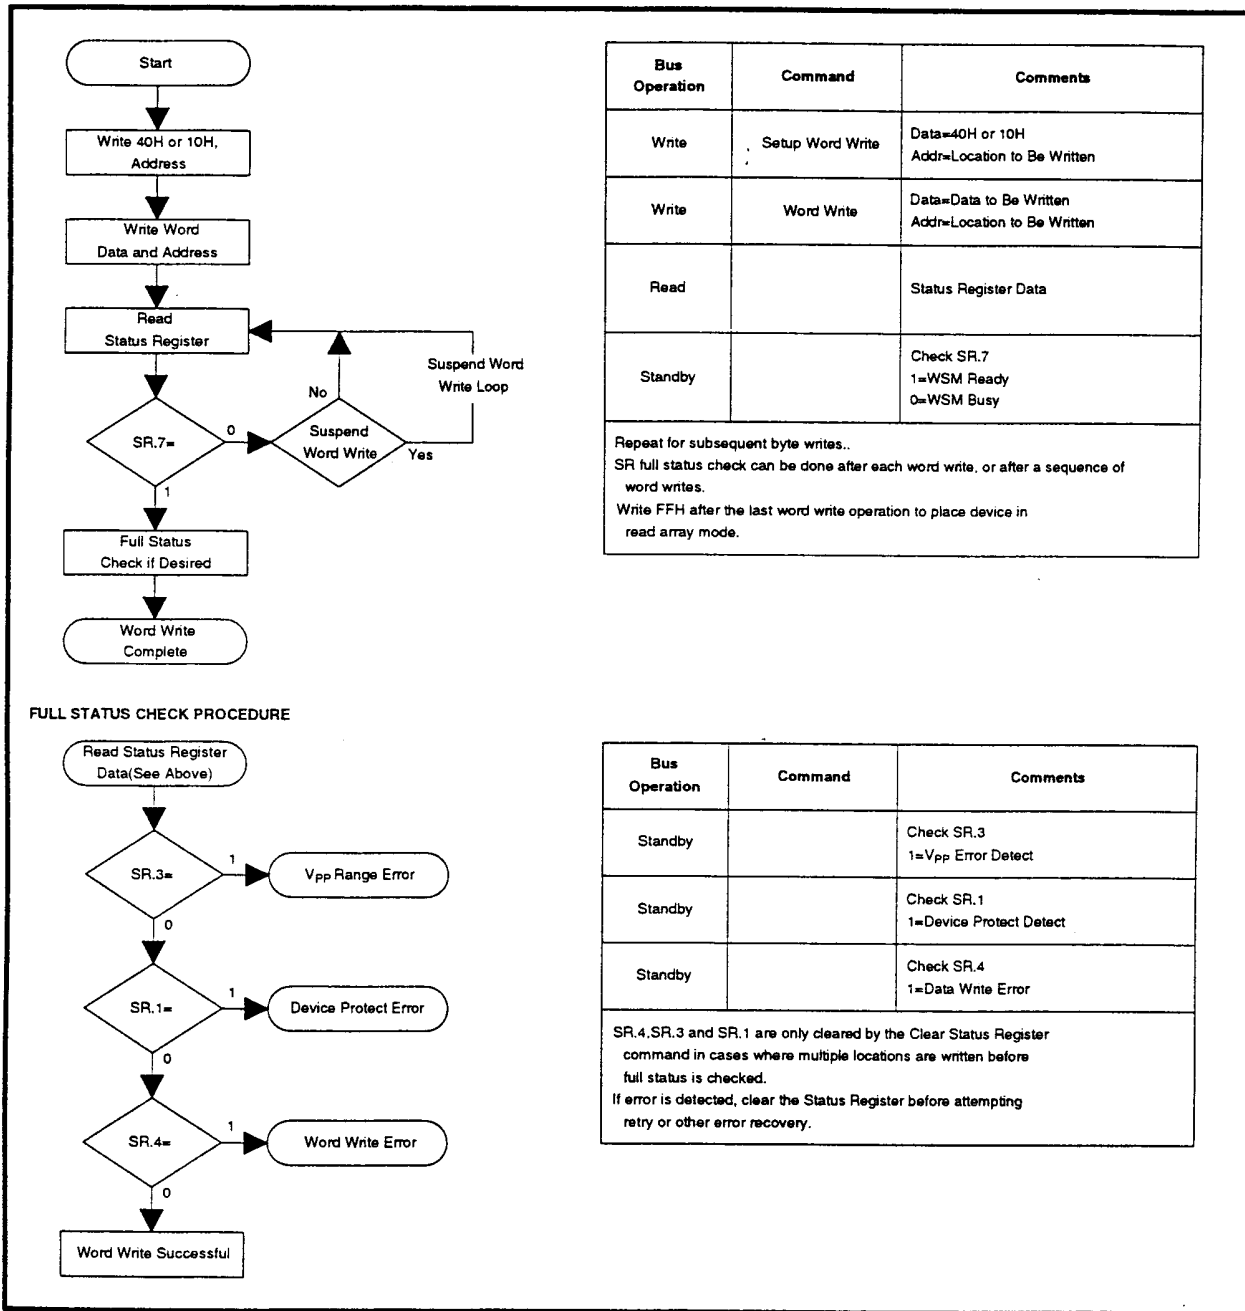 Start
Write 40H or 10H,
Address
Write Word
Data and Address
Read
Status Register
Suspend Word
Write Loop
No
SR.7=
0
Suspend
Word Write
Yes
1
Full Status
Check if Desired
Word Write
Complete
Bus
Operation
Command
Comments
Write
Setup Word Write
Data=40H or 10H
Addr=Location to Be Written
Write
Word Write
Data=Data to Be Written
Addr=Location to Be Written
Read
Status Register Data
Standby
Check SR.7
1=WSM Ready
0=WSM Busy
Repeat for subsequent byte writes..
SR full status check can be done after each word write, or after a sequence of
word writes.
Write FFH after the last word write operation to place device in
read array mode.
FULL STATUS CHECK PROCEDURE
Read Status Register
Data(See Above)
SR.3=
1
VPP Range Error
0
SR.1=
1
Device Protect Error
0
SR.4=
1
Word Write Error
0
Word Write Successful
Bus
Operation
Command
Comments
Standby
Check SR.3
1=VPP Error Detect
Standby
Check SR.1
1=Device Protect Detect
Standby
Check SR.4
1=Data Write Error
SR.4,SR.3 and SR.1 are only cleared by the Clear Status Register
command in cases where multiple locations are written before
full status is checked.
If error is detected, clear the Status Register before attempting
retry or other error recovery.